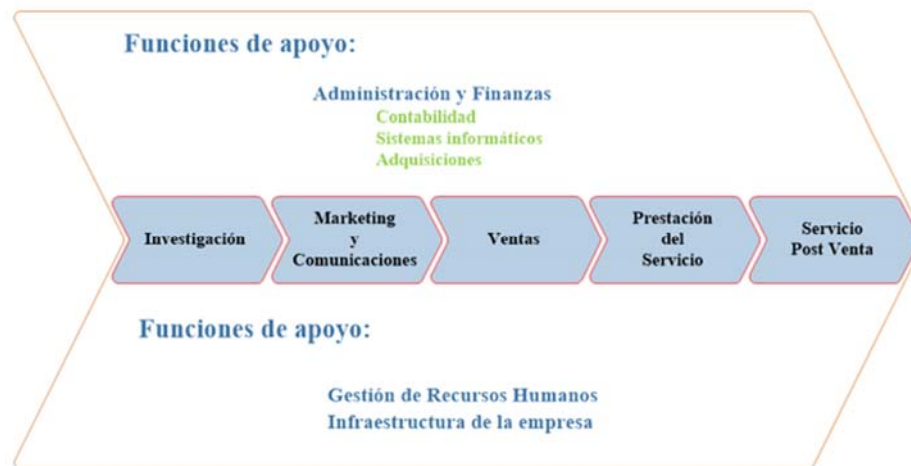 Funciones de apoyo:
Administración y Finanzas
Contabilidad
Sistemas informáticos
Adquisiciones
Investigación
Marketing
y
Comunicaciones
Ventas
Prestación
del
Servicio
Servicio
Post Venta
Funciones de apoyo:
Gestión de Recursos Humanos
Infraestructura de la empresa